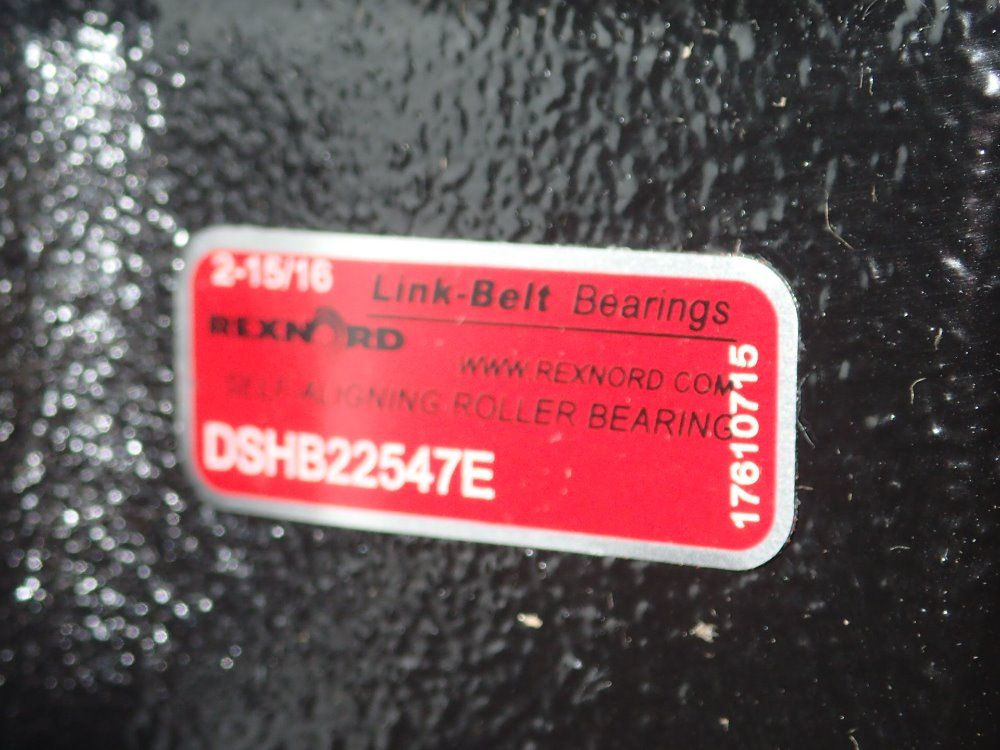 2-15/16
Link-Belt Bearings
REXNORD
WWW.REXNORD COM
SELF-ALIGNING ROLLER BEARING
DSHB22547E
17610715